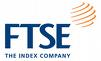 FTSE
THE INDEX COMPANY